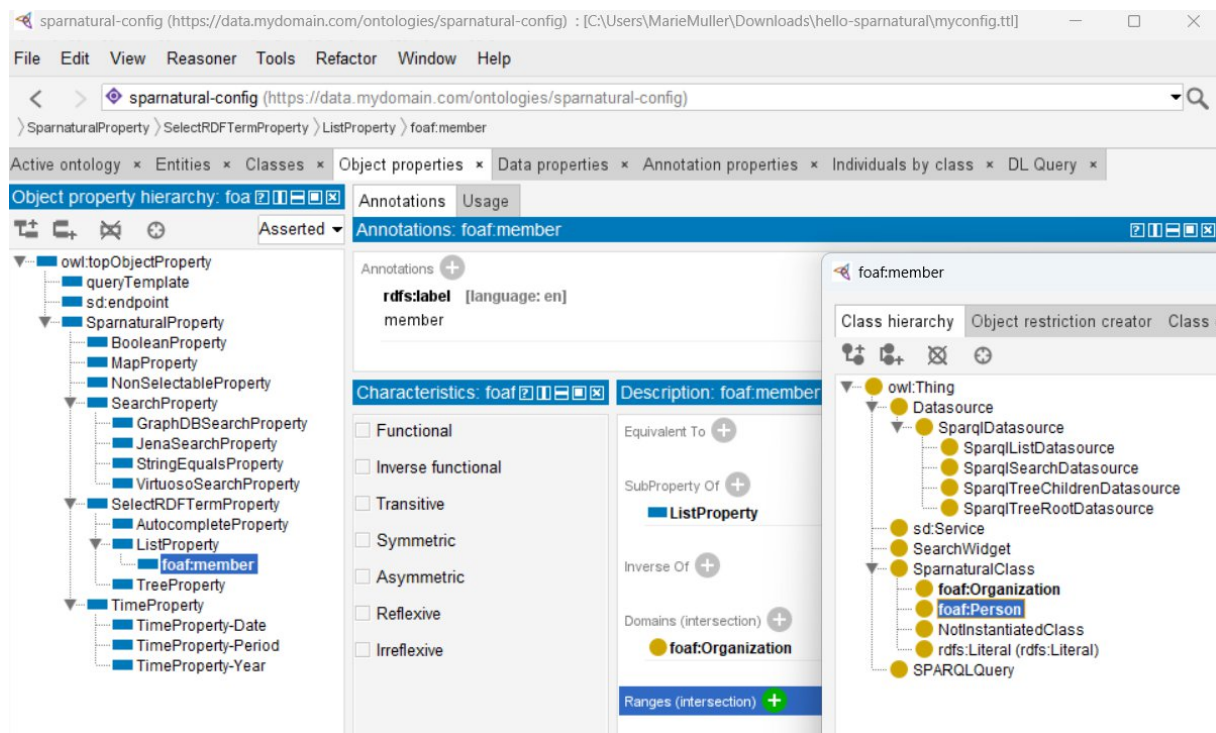 sparnatural-config (https://data.mydomain.com/ontologies/sparnatural-config) : [C:\Users\MarieMuller\Downloads\hello-sparnatural\myconfig.ttl]
File Edit View Reasoner Tools Refactor Window Help
sparnatural-config (https://data.mydomain.com/ontologies/sparnatural-config)
SparnaturalProperty SelectRDFTermProperty ListProperty foaf:member
Active ontology × Entities × Classes × Object properties × Data properties × Annotation properties × Individuals by class × DL Query ×
Object property hierarchy: foa
Asserted
owl:topObjectProperty
queryTemplate
sd:endpoint
SparnaturalProperty
BooleanProperty
MapProperty
NonSelectableProperty
SearchProperty
GraphDBSearchProperty
JenaSearchProperty
StringEqualsProperty
VirtuosoSearchProperty
SelectRDFTermProperty
AutocompleteProperty
ListProperty
foaf:member
TreeProperty
TimeProperty
TimeProperty-Date
TimeProperty-Period
TimeProperty-Year
Annotations Usage
Annotations: foaf:member
Annotations
rdfs:label [language: en]
member
Characteristics: foaf
Functional
Inverse functional
Transitive
Symmetric
Asymmetric
Reflexive
Irreflexive
Description: foaf:member
Equivalent To
SubProperty Of
ListProperty
Inverse Of
Domains (intersection)
foaf:Organization
Ranges (intersection)
foaf:member
Class hierarchy Object restriction creator Class
owl:Thing
Datasource
SparqlDatasource
SparqlListDatasource
SparqlSearchDatasource
SparqlTreeChildrenDatasource
SparqlTreeRootDatasource
sd:Service
SearchWidget
SparnaturalClass
foaf:Organization
foaf:Person
NotInstantiatedClass
rdfs:Literal (rdfs:Literal)
SPARQLQuery